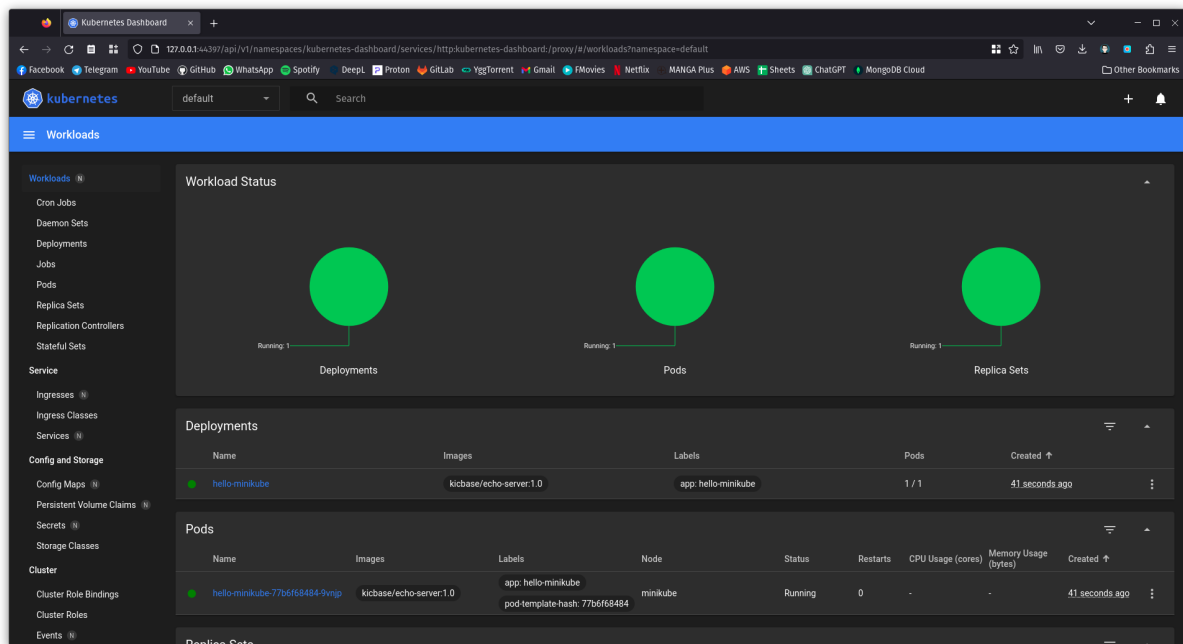 Kubernetes Dashboard
127.0.0.1:44397/api/v1/namespaces/kubernetes-dashboard/services/http:kubernetes-dashboard:/proxy/#/workloads?namespace=default
Facebook Telegram YouTube GitHub WhatsApp Spotify DeepL Proton GitLab YggTorrent Gmail FMovies Netflix MANGA Plus AWS Sheets ChatGPT MongoDB Cloud Other Bookmarks
kubernetes default Search
Workloads
Workloads N
Cron Jobs
Daemon Sets
Deployments
Jobs
Pods
Replica Sets
Replication Controllers
Stateful Sets
Service
Ingresses N
Ingress Classes
Services N
Config and Storage
Config Maps N
Persistent Volume Claims N
Secrets N
Storage Classes
Cluster
Cluster Role Bindings
Cluster Roles
Events N
Workload Status
Running: 1 Running: 1 Running: 1
Deployments Pods Replica Sets
Deployments
Name Images Labels Pods Created
hello-minikube kicbase/echo-server:1.0 app: hello-minikube 1 / 1 41 seconds ago
Pods
Name Images Labels Node Status Restarts CPU Usage (cores) Memory Usage (bytes) Created
hello-minikube-77b6f68484-9vnjp kicbase/echo-server:1.0 app: hello-minikube minikube Running 0 - - 41 seconds ago
pod-template-hash: 77b6f68484
Replica Sets